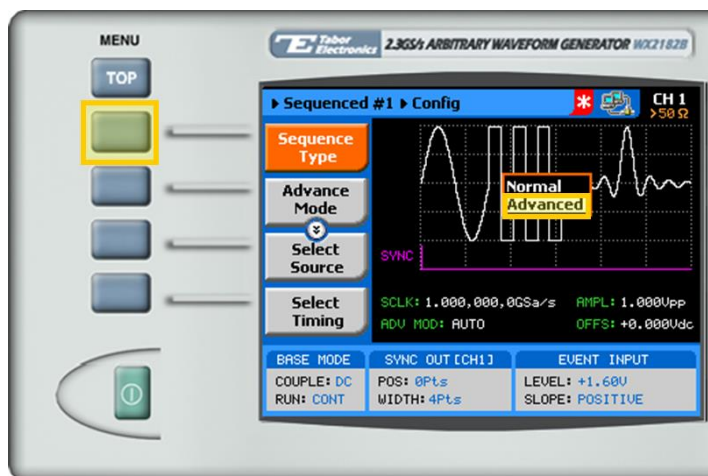 MENU
TOP
Tabor Electronics 2.3GS/s ARBITRARY WAVEFORM GENERATOR WX2182B
Sequenced #1 Config
CH 1
>50 Ω
Sequence Type
Advance Mode
Select Source
Select Timing
Normal
Advanced
SYNC
SCLK: 1.000,000,0GSa/s AMPL: 1.000Vpp
ADV MOD: AUTO OFFS: +0.000Vdc
BASE MODE SYNC OUT [CH1] EVENT INPUT
COUPLE: DC POS: 0Pts LEVEL: +1.60V
RUN: CONT WIDTH: 4Pts SLOPE: POSITIVE